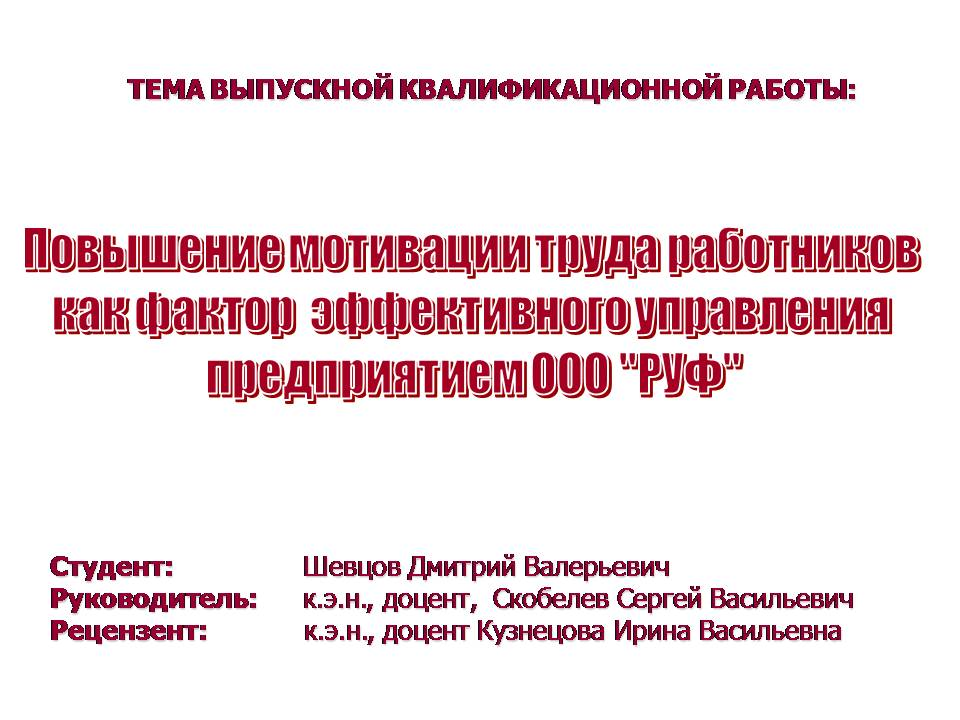 ТЕМА ВЫПУСКНОЙ КВАЛИФИКАЦИОННОЙ РАБОТЫ:
Повышение мотивации труда работников
как фактор эффективного управления
предприятием ООО "РУФ"
Студент: Шевцов Дмитрий Валерьевич
Руководитель: к.э.н., доцент, Скобелев Сергей Васильевич
Рецензент: к.э.н., доцент Кузнецова Ирина Васильевна